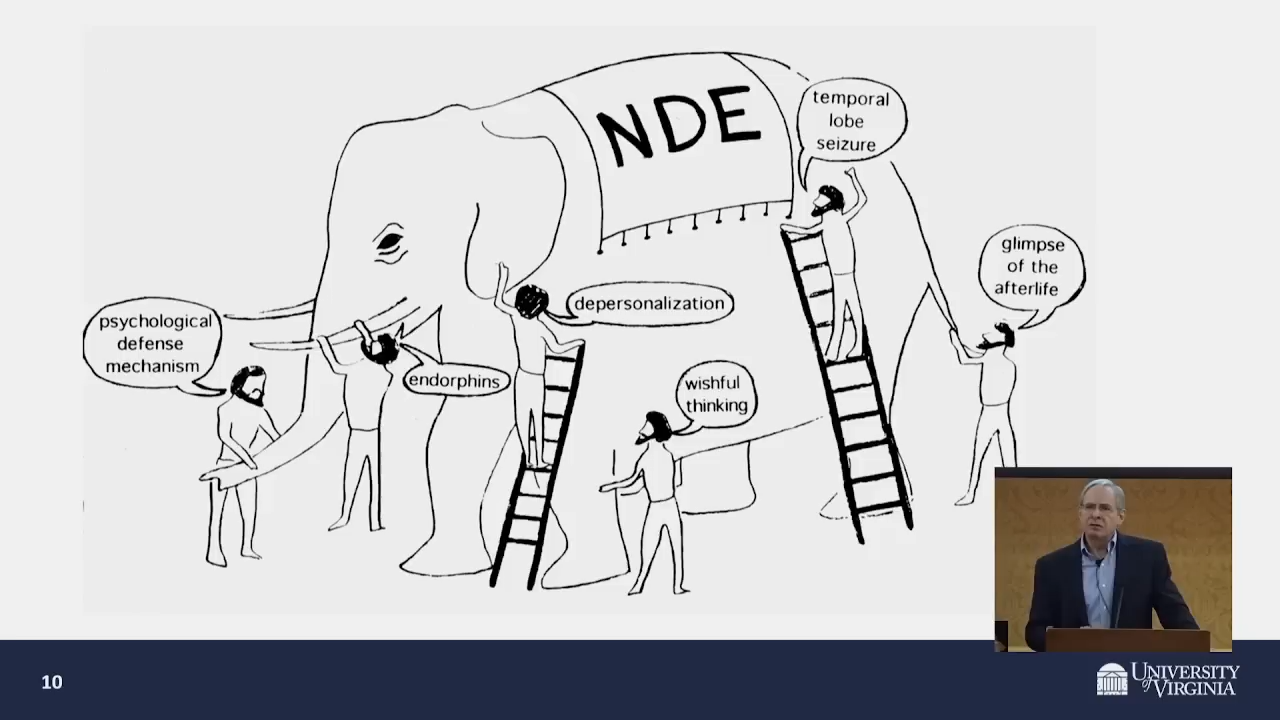 NDE
temporal
lobe
seizure
glimpse
of the
afterlife
depersonalization
psychological
defense
mechanism
endorphins
wishful
thinking
10
UNIVERSITY
of VIRGINIA